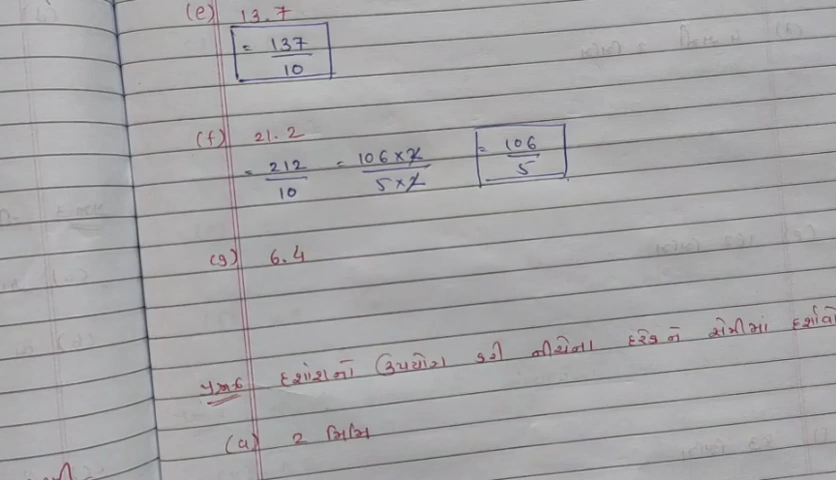 (e) 13.7
= 137/10
(f) 21.2
= 212/10 = 106×2/5×2 = 106/5
(g) 6.4
પ્રશ્ન-6 દશાંશનો ઉપયોગ કરી નીચેના દરેકને સેમીમાં દર્શાવો
(a) 2 મિમિ